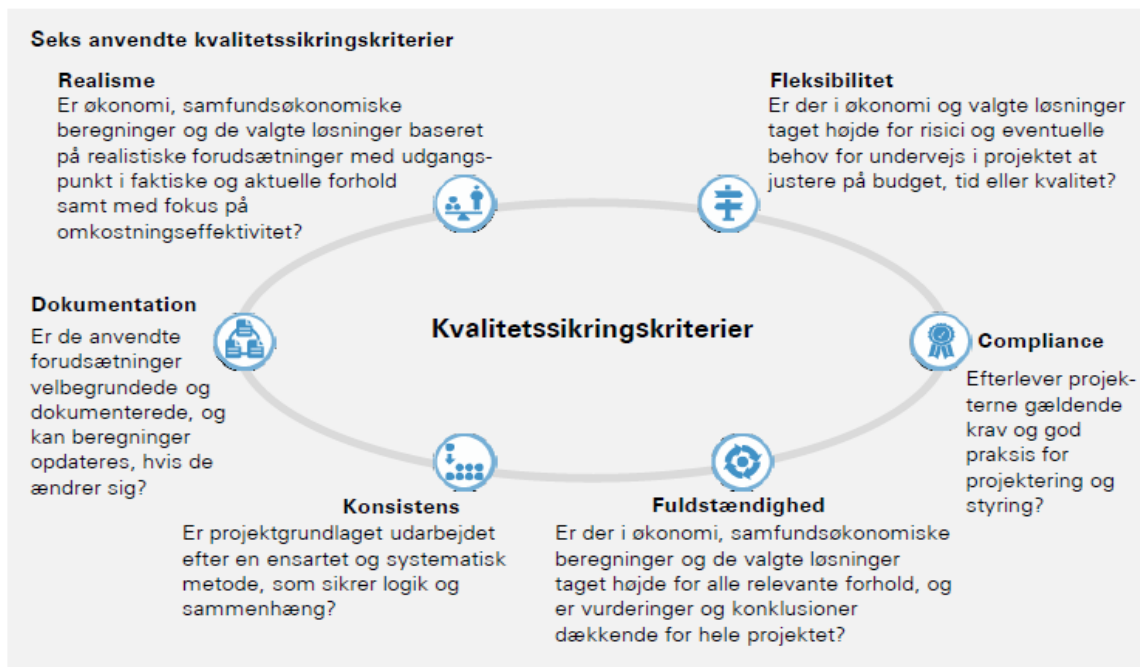 Seks anvendte kvalitetssikringskriterier
Realisme
Er økonomi, samfundsøkonomiske
beregninger og de valgte løsninger baseret
på realistiske forudsætninger med udgangs-
punkt i faktiske og aktuelle forhold
samt med fokus på
omkostningseffektivitet?
Fleksibilitet
Er der i økonomi og valgte løsninger
taget højde for risici og eventuelle
behov for undervejs i projektet at
justere på budget, tid eller kvalitet?
Dokumentation
Er de anvendte
forudsætninger
velbegrundede og
dokumenterede, og
kan beregninger
opdateres, hvis de
ændrer sig?
Kvalitetssikringskriterier
Compliance
Efterlever projek-
terne gældende
krav og god
praksis for
projektering og
styring?
Konsistens
Er projektgrundlaget udarbejdet
efter en ensartet og systematisk
metode, som sikrer logik og
sammenhæng?
Fuldstændighed
Er der i økonomi, samfundsøkonomiske
beregninger og de valgte løsninger
taget højde for alle relevante forhold, og
er vurderinger og konklusioner
dækkende for hele projektet?